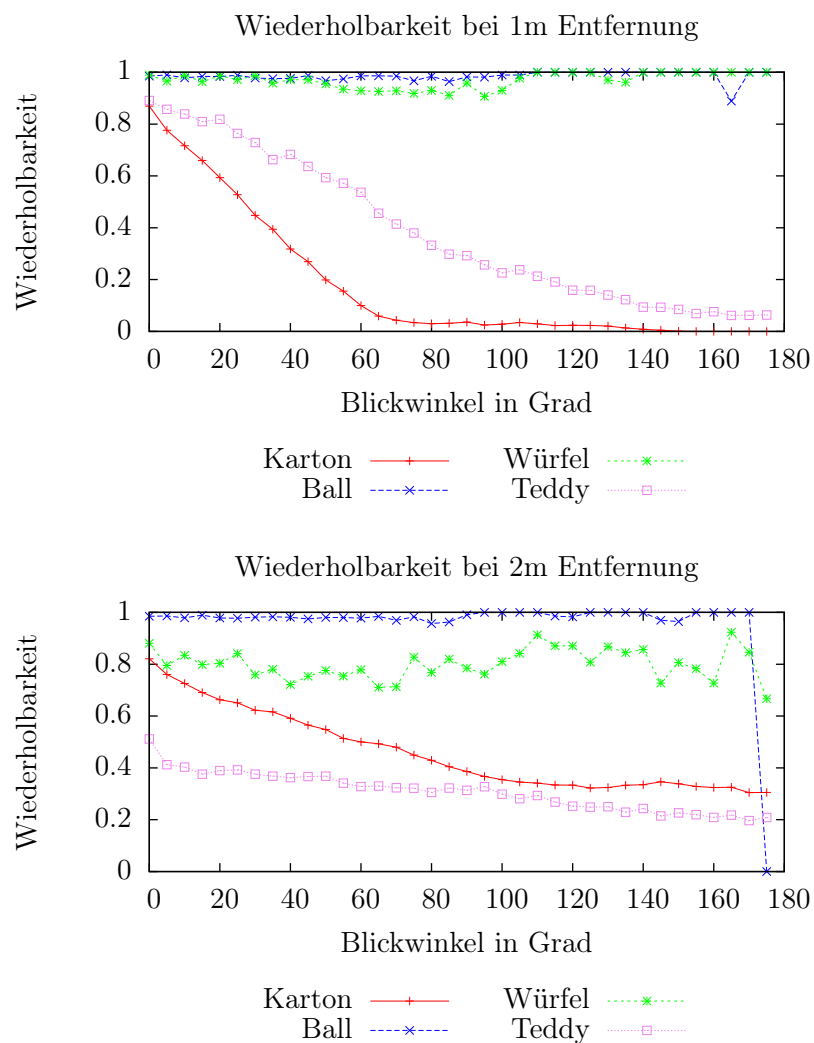 Wiederholbarkeit bei 1m Entfernung
Wiederholbarkeit
1
0.8
0.6
0.4
0.2
0
0 20 40 60 80 100 120 140 160 180
Blickwinkel in Grad
Karton Würfel
Ball Teddy
Wiederholbarkeit bei 2m Entfernung
Wiederholbarkeit
1
0.8
0.6
0.4
0.2
0
0 20 40 60 80 100 120 140 160 180
Blickwinkel in Grad
Karton Würfel
Ball Teddy